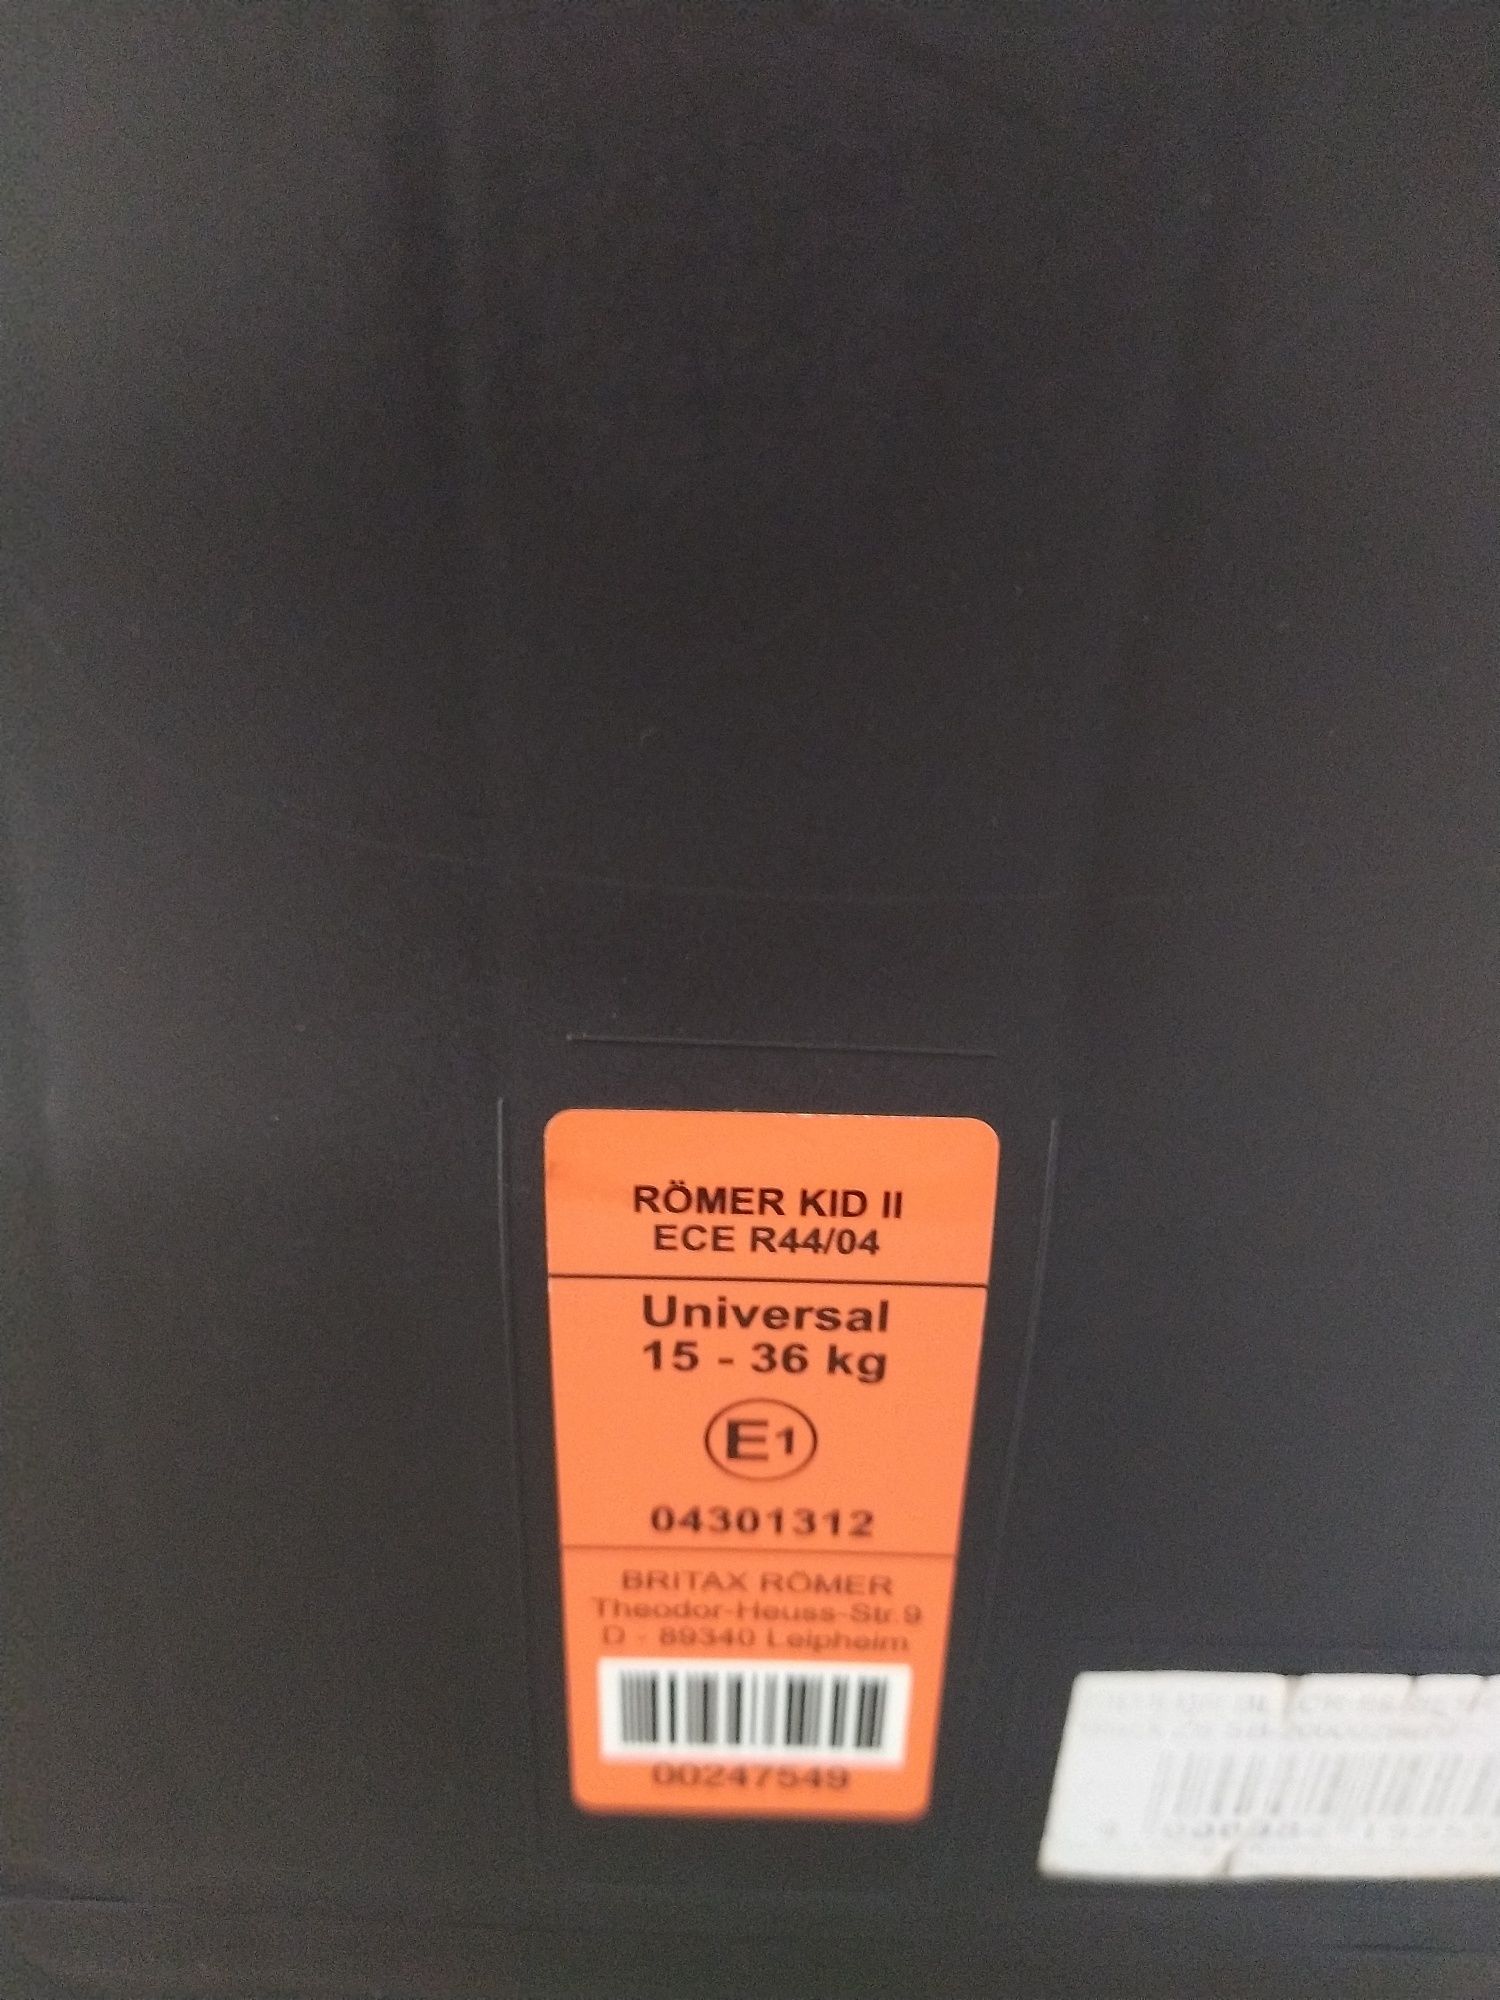 RÖMER KID II
ECE R44/04
Universal
15 - 36 kg
E1
04301312
BRITAX RÖMER
Theodor-Heuss-Str.9
D - 89340 Leipheim
00247549